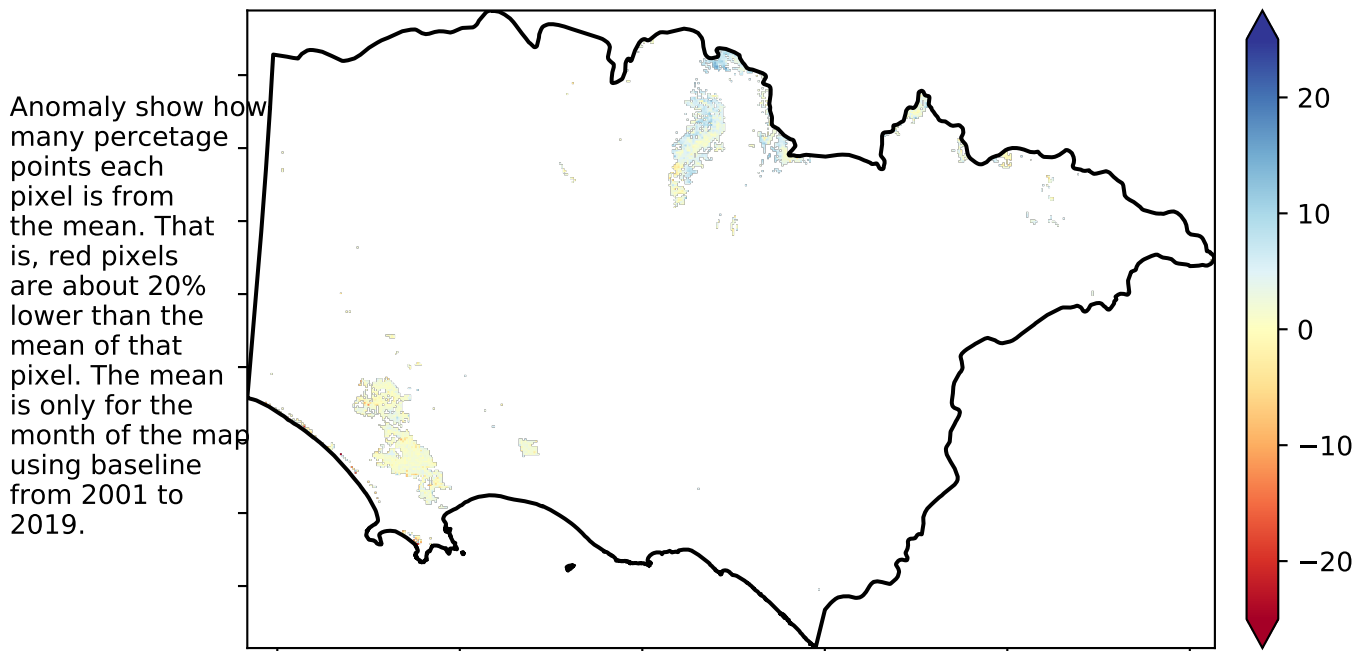 Anomaly show how
many percetage
points each
pixel is from
the mean. That
is, red pixels
are about 20%
lower than the
mean of that
pixel. The mean
is only for the
month of the map
using baseline
from 2001 to
2019.
20
10
0
−10
−20